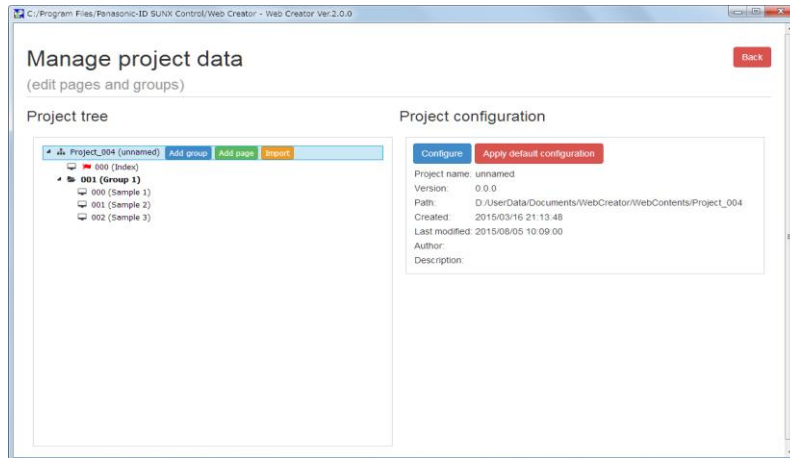 C:/Program Files/Panasonic-ID SUNX Control/Web Creator - Web Creator Ver.2.0.0
Manage project data
Back
(edit pages and groups)
Project tree
Project_004 (unnamed) Add group Add page Import
000 (Index)
001 (Group 1)
000 (Sample 1)
001 (Sample 2)
002 (Sample 3)
Project configuration
Configure Apply default configuration
Project name: unnamed
Version: 0.0.0
Path: D:/UserData/Documents/WebCreator/WebContents/Project_004
Created: 2015/03/16 21:13:48
Last modified: 2015/08/05 10:09:00
Author:
Description: